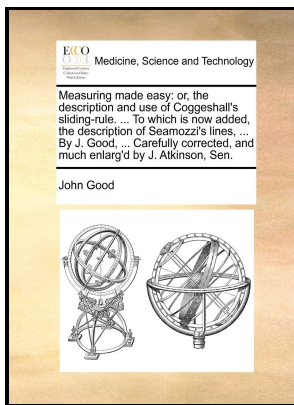 ECCO
Eighteenth Century
Collections Online
Print Editions
Medicine, Science and Technology
Measuring made easy: or, the
description and use of Coggeshall's
sliding-rule. ... To which is now added,
the description of Seamozzi's lines, ...
By J. Good, ... Carefully corrected, and
much enlarg'd by J. Atkinson, Sen.
John Good